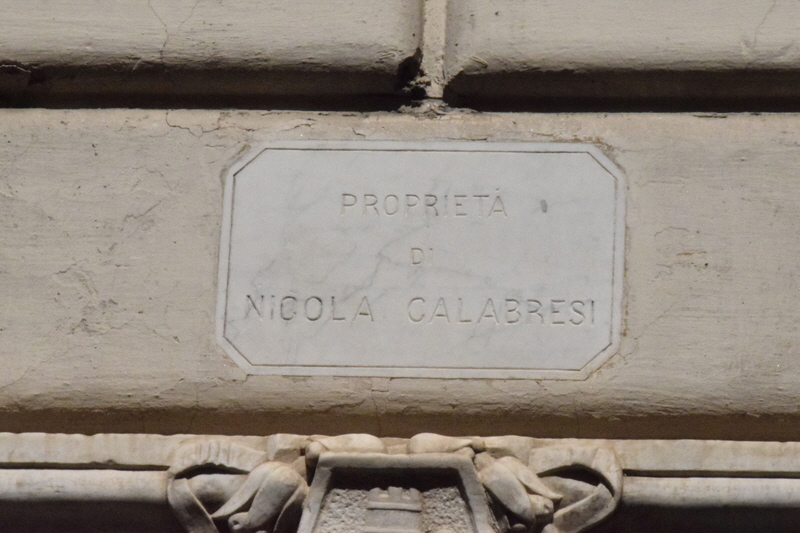 PROPRIETÀ
DI
NICOLA CALABRESI